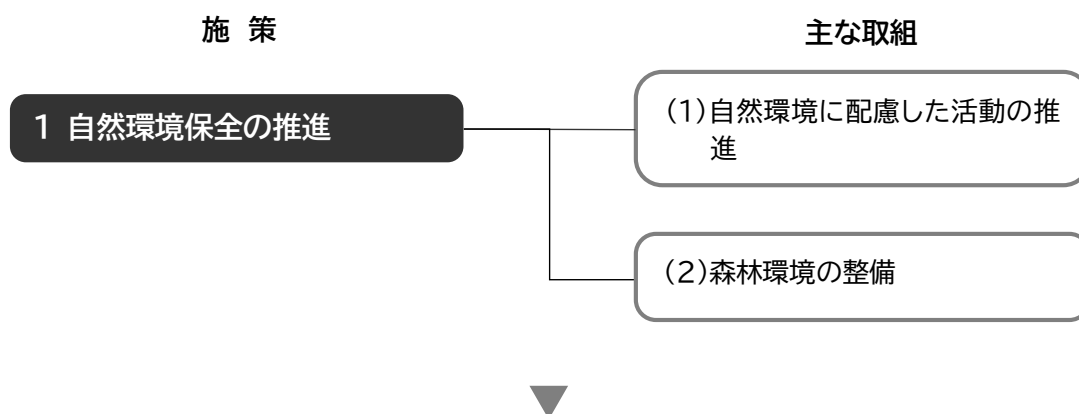 施 策
主な取組
1 自然環境保全の推進
(1)自然環境に配慮した活動の推
進
(2)森林環境の整備